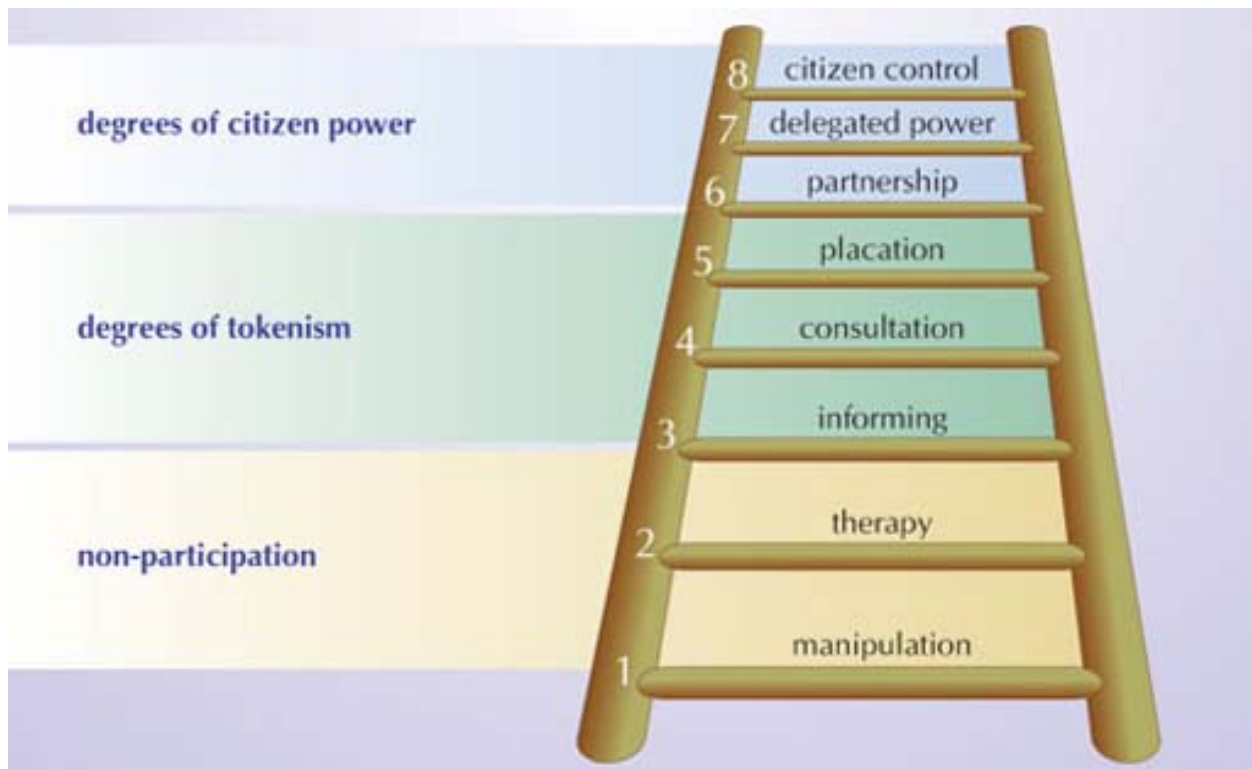 degrees of citizen power
8 citizen control
7 delegated power
6 partnership
degrees of tokenism
5 placation
4 consultation
3 informing
non-participation
2 therapy
1 manipulation